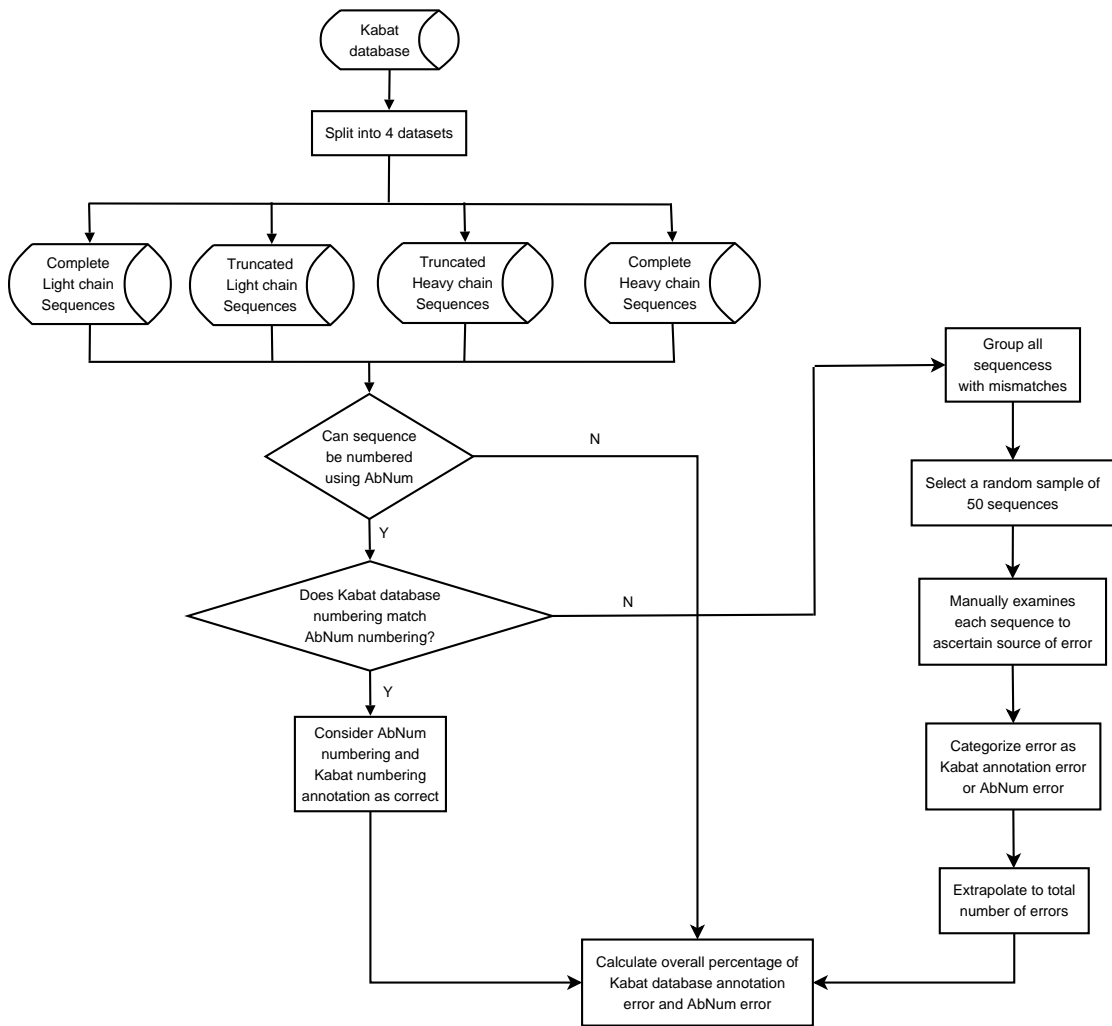 Kabat
database
Split into 4 datasets
Complete
Light chain
Sequences
Truncated
Light chain
Sequences
Truncated
Heavy chain
Sequences
Complete
Heavy chain
Sequences
Can sequence
be numbered
using AbNum
N
Y
Does Kabat database
numbering match
AbNum numbering?
N
Y
Consider AbNum
numbering and
Kabat numbering
annotation as correct
Group all
sequencess
with mismatches
Select a random sample of
50 sequences
Manually examines
each sequence to
ascertain source of error
Categorize error as
Kabat annotation error
or AbNum error
Extrapolate to total
number of errors
Calculate overall percentage of
Kabat database annotation
error and AbNum error